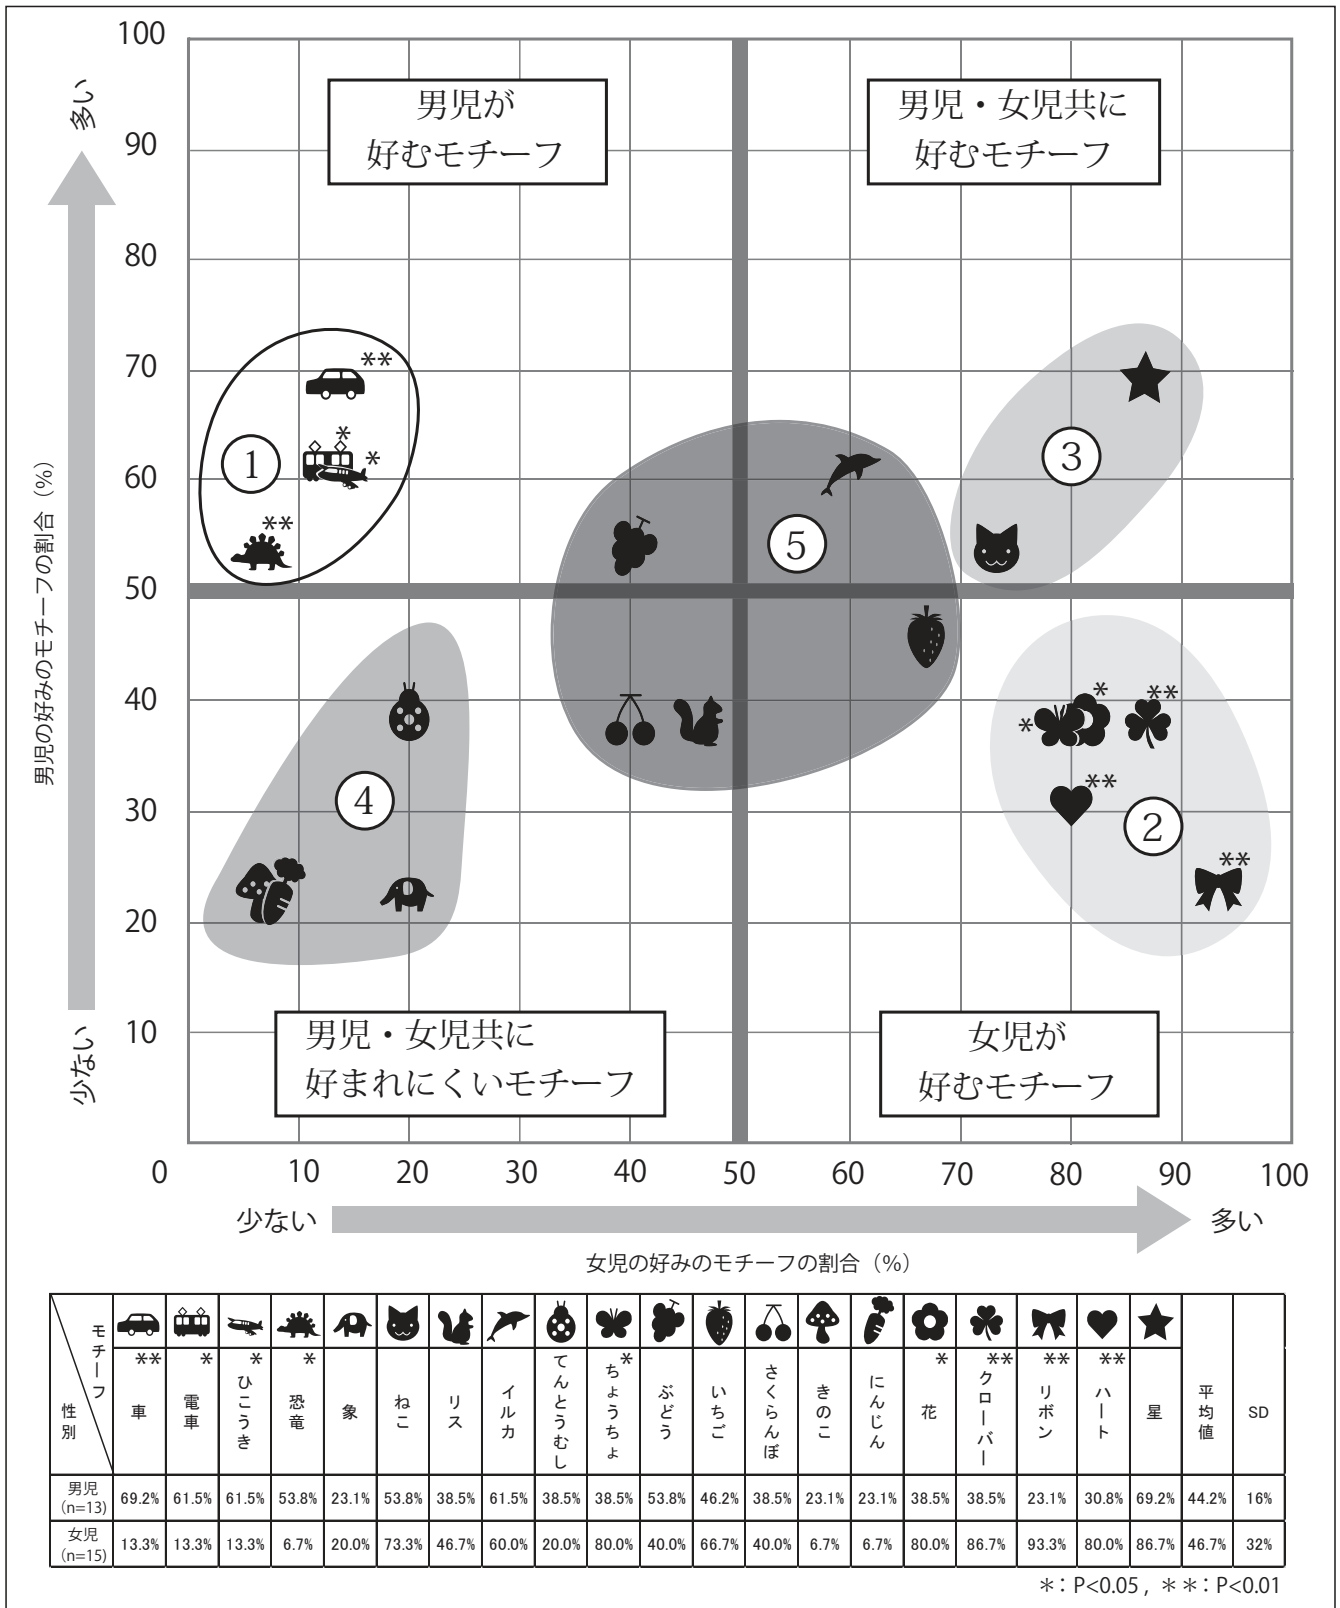 100
多い
90
80
70
60
50
40
30
20
10
少ない
男児の好みのモチーフの割合（%）
男児が
好むモチーフ
男児・女児共に
好むモチーフ
**
*
*
**
①
③
⑤
④
*
*
**
**
**
②
男児・女児共に
好まれにくいモチーフ
女児が
好むモチーフ
0 10 20 30 40 50 60 70 80 90 100
少ない 多い
女児の好みのモチーフの割合（%）
モチーフ 性別 車** 電車* ひこうき* 恐竜* 象 ねこ リス イルカ てんとうむし ちょうちょ* ぶどう いちご さくらんぼ きのこ にんじん 花* クローバー** リボン** ハート** 星 平均値 SD
男児 (n=13) 69.2% 61.5% 61.5% 53.8% 23.1% 53.8% 38.5% 61.5% 38.5% 38.5% 53.8% 46.2% 38.5% 23.1% 23.1% 38.5% 38.5% 23.1% 30.8% 69.2% 44.2% 16%
女児 (n=15) 13.3% 13.3% 13.3% 6.7% 20.0% 73.3% 46.7% 60.0% 20.0% 80.0% 40.0% 66.7% 40.0% 6.7% 6.7% 80.0% 86.7% 93.3% 80.0% 86.7% 46.7% 32%
＊：P<0.05 , ＊＊：P<0.01